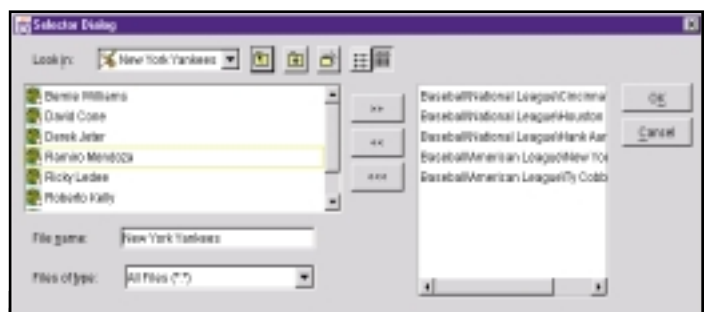 Selector Dialog
Look in: New York Yankees
Bernie Williams
David Cone
Derek Jeter
Ramiro Mendoza
Ricky Ledee
Roberto Kelly
>>
<<
<<<
Baseball\National League\Cincinna
Baseball\National League\Houston
Baseball\National League\Hank Aar
Baseball\American League\New Yo
Baseball\American League\Ty Cobb
OK
Cancel
File name: New York Yankees
Files of type: All Files (*.*)